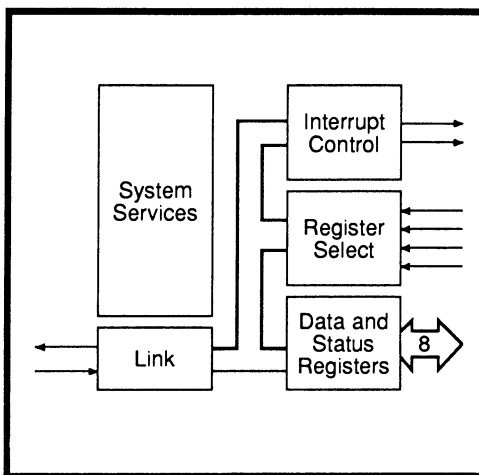 System
Services
Interrupt
Control
Register
Select
Link
Data and
Status
Registers
8